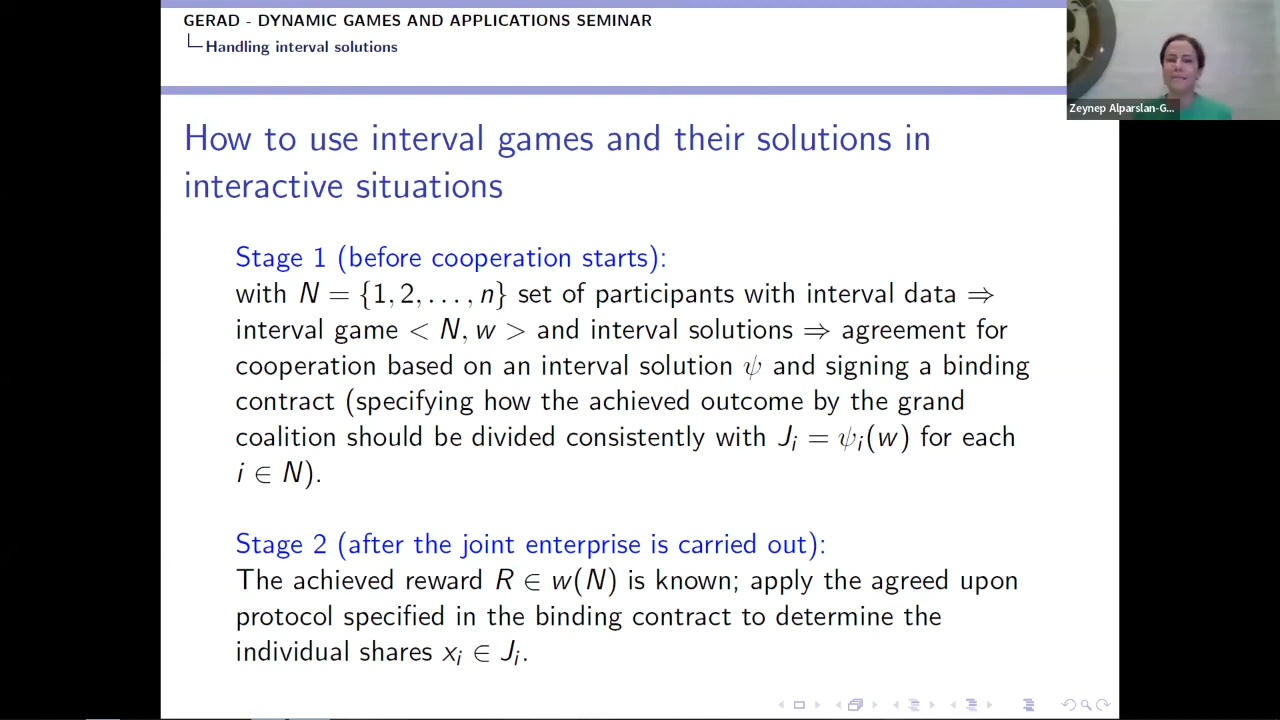 GERAD - DYNAMIC GAMES AND APPLICATIONS SEMINAR
Handling interval solutions
Zeynep Alparslan-G...
How to use interval games and their solutions in
interactive situations
Stage 1 (before cooperation starts):
with N = {1, 2, . . . , n} set of participants with interval data ⇒
interval game < N, w > and interval solutions ⇒ agreement for
cooperation based on an interval solution ψ and signing a binding
contract (specifying how the achieved outcome by the grand
coalition should be divided consistently with Jᵢ = ψᵢ(w) for each
i ∈ N).
Stage 2 (after the joint enterprise is carried out):
The achieved reward R ∈ w(N) is known; apply the agreed upon
protocol specified in the binding contract to determine the
individual shares xᵢ ∈ Jᵢ.